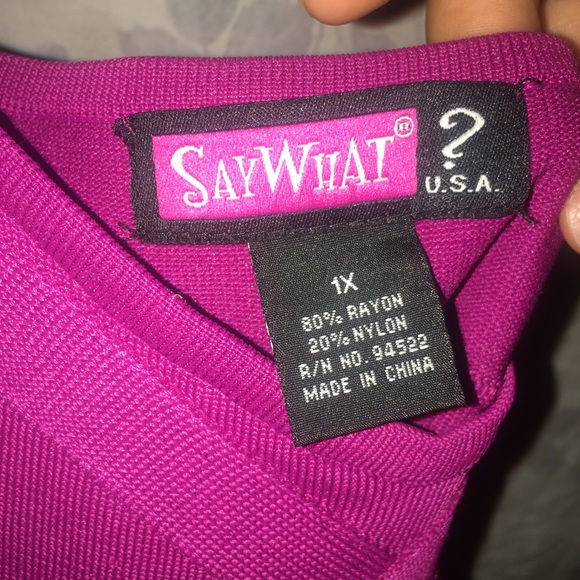 SAYWHAT®
?
U.S.A.
1X
80% RAYON
20% NYLON
R/N NO. 94522
MADE IN CHINA